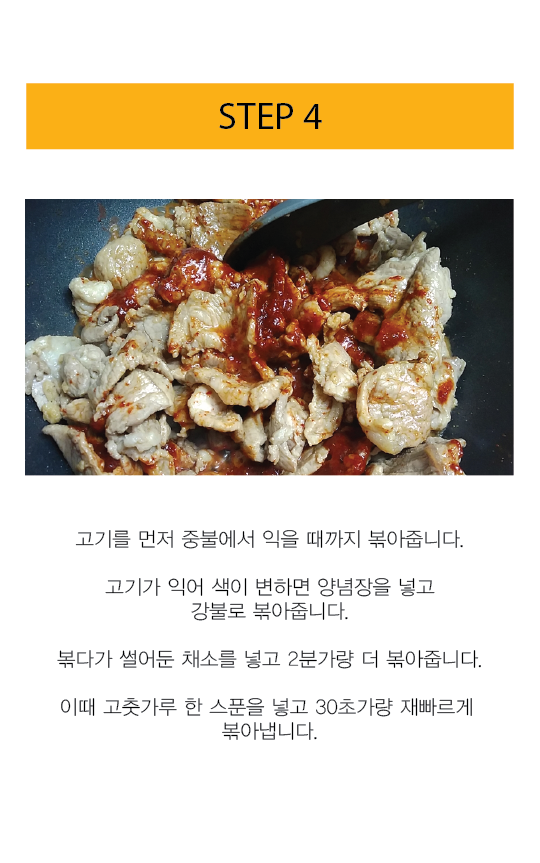 STEP 4
고기를 먼저 중불에서 익을 때까지 볶아줍니다.
고기가 익어 색이 변하면 양념장을 넣고
강불로 볶아줍니다.
볶다가 썰어둔 채소를 넣고 2분가량 더 볶아줍니다.
이때 고춧가루 한 스푼을 넣고 30초가량 재빠르게
볶아냅니다.